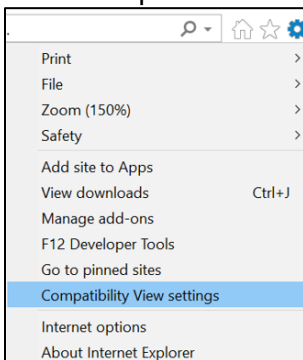 Print
File
Zoom (150%)
Safety
Add site to Apps
View downloads Ctrl+J
Manage add-ons
F12 Developer Tools
Go to pinned sites
Compatibility View settings
Internet options
About Internet Explorer